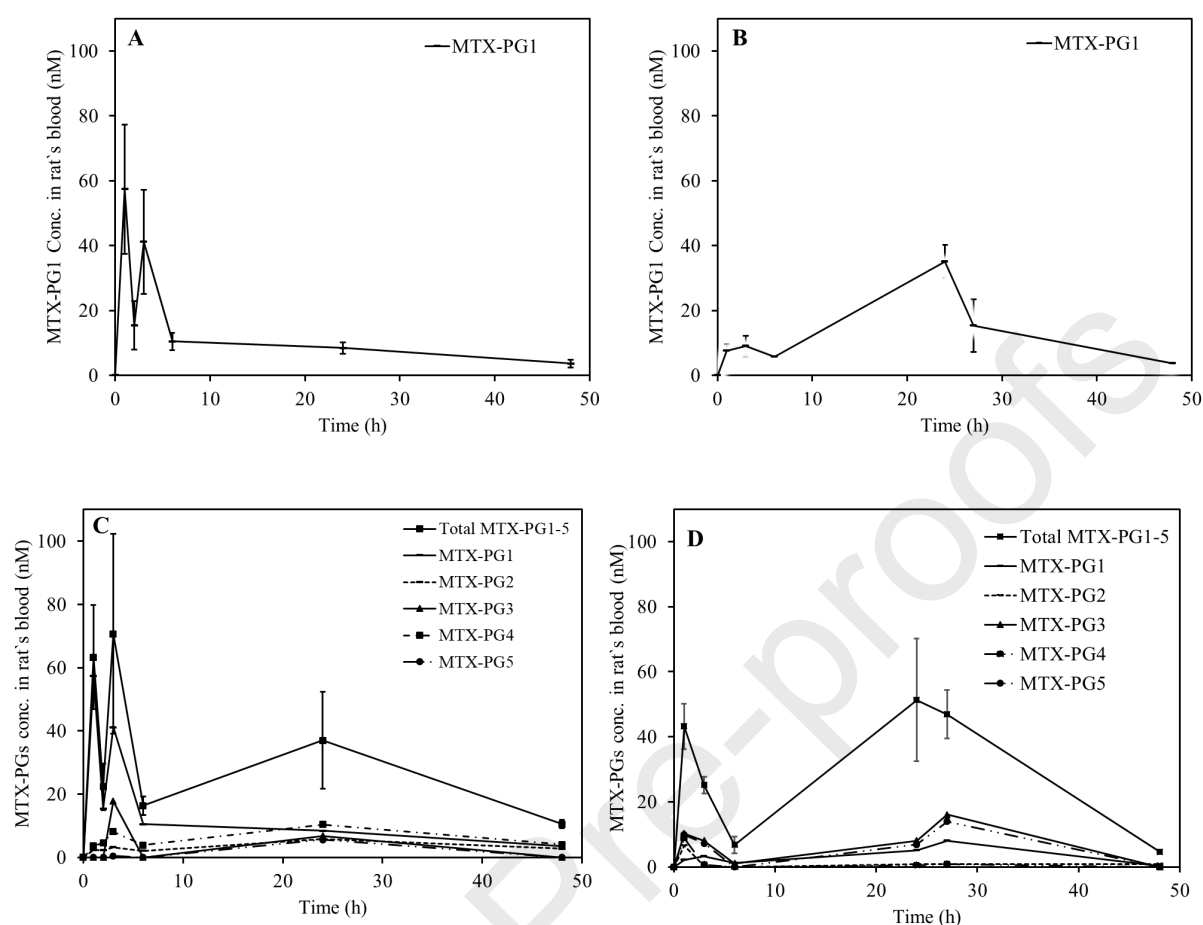 A
MTX-PG1
MTX-PG1 Conc. in rat`s blood (nM)
100
80
60
40
20
0
0 10 20 30 40 50
Time (h)
B
MTX-PG1
MTX-PG1 Conc. in rat`s blood (nM)
100
80
60
40
20
0
0 10 20 30 40 50
Time (h)
C
Total MTX-PG1-5
MTX-PG1
MTX-PG2
MTX-PG3
MTX-PG4
MTX-PG5
MTX-PGs conc. in rat`s blood (nM)
100
80
60
40
20
0
0 10 20 30 40 50
Time (h)
D
Total MTX-PG1-5
MTX-PG1
MTX-PG2
MTX-PG3
MTX-PG4
MTX-PG5
MTX-PGs conc. in rat`s blood (nM)
100
80
60
40
20
0
0 10 20 30 40 50
Time (h)
Pre-proofs